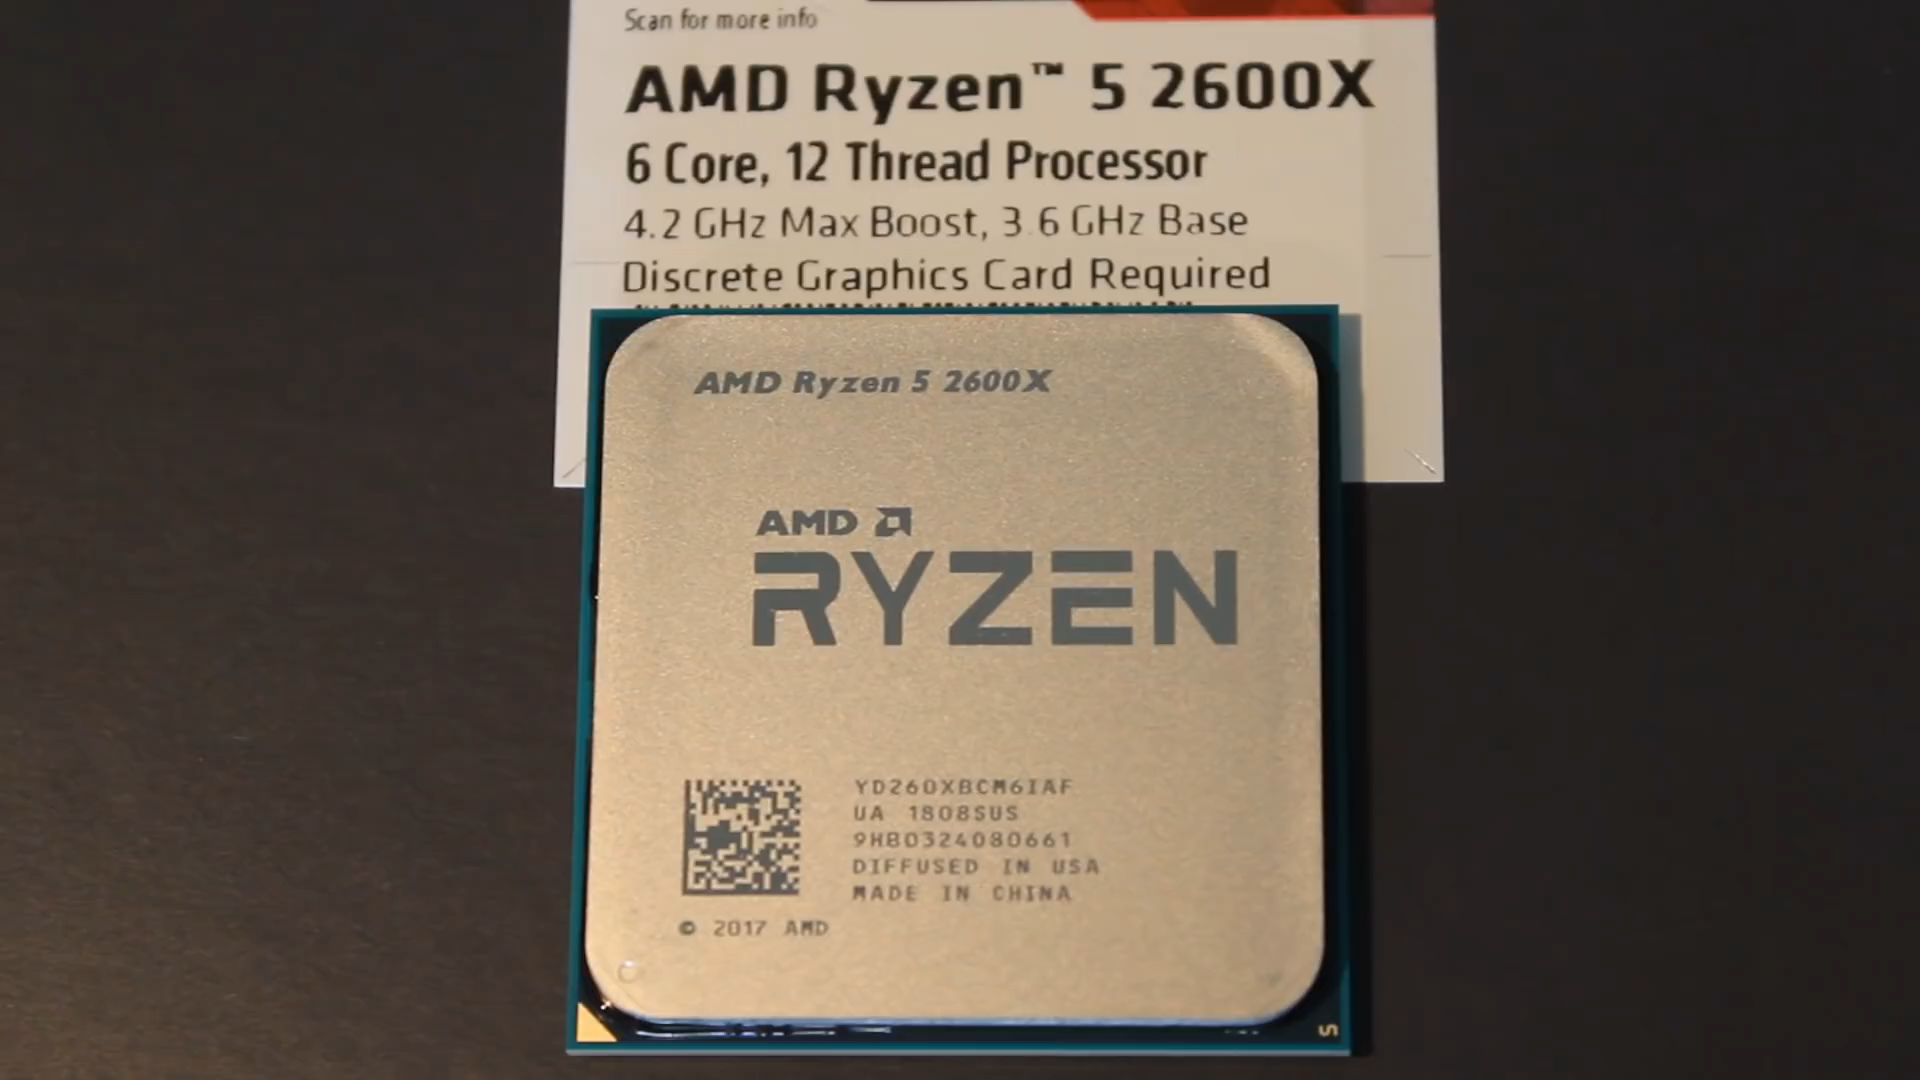 Scan for more info
AMD Ryzen™ 5 2600X
6 Core, 12 Thread Processor
4.2 GHz Max Boost, 3.6 GHz Base
Discrete Graphics Card Required
AMD Ryzen 5 2600X
AMD
RYZEN
YD260XBCM6IAF
UA 1808SUS
9HB0324080661
DIFFUSED IN USA
MADE IN CHINA
© 2017 AMD